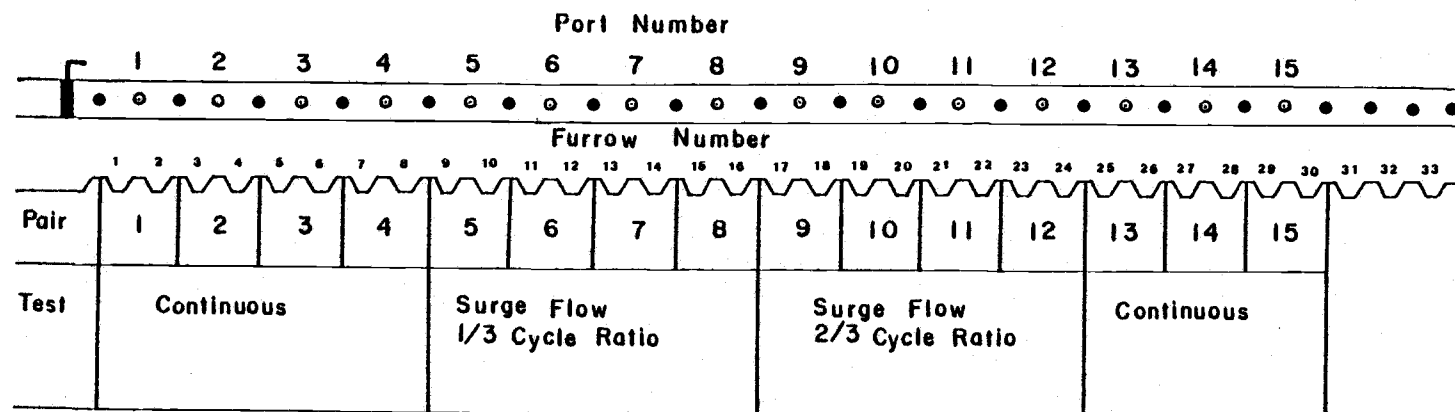 Port Number
1 2 3 4 5 6 7 8 9 10 11 12 13 14 15
Furrow Number
1 2 3 4 5 6 7 8 9 10 11 12 13 14 15 16 17 18 19 20 21 22 23 24 25 26 27 28 29 30 31 32 33
Pair 1 2 3 4 5 6 7 8 9 10 11 12 13 14 15
Test Continuous Surge Flow Surge Flow Continuous
1/3 Cycle Ratio 2/3 Cycle Ratio